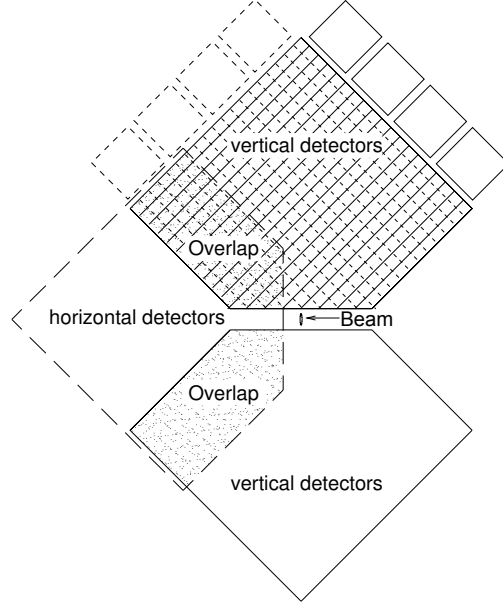 vertical detectors
Overlap
horizontal detectors
Beam
Overlap
vertical detectors